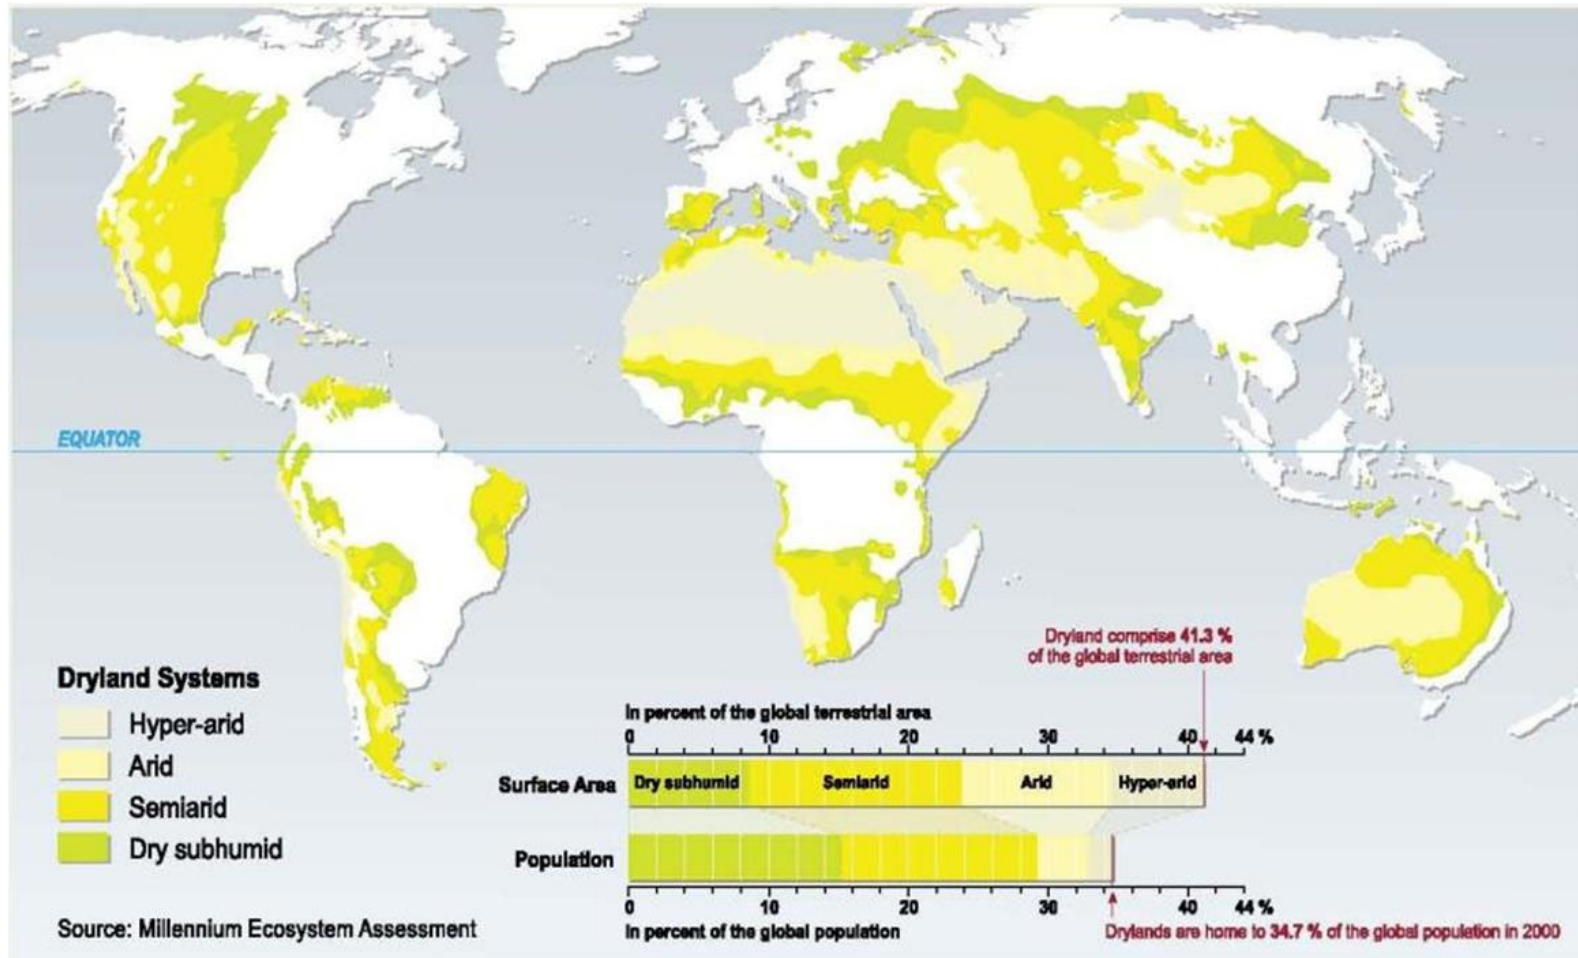 EQUATOR
Dryland comprise 41.3 %
of the global terrestrial area
Dryland Systems
Hyper-arid
Arid
Semiarid
Dry subhumid
Source: Millennium Ecosystem Assessment
In percent of the global terrestrial area
0 10 20 30 40 44 %
Surface Area Dry subhumid Semiarid Arid Hyper-arid
Population
0 10 20 30 40 44 %
In percent of the global population
Drylands are home to 34.7 % of the global population in 2000